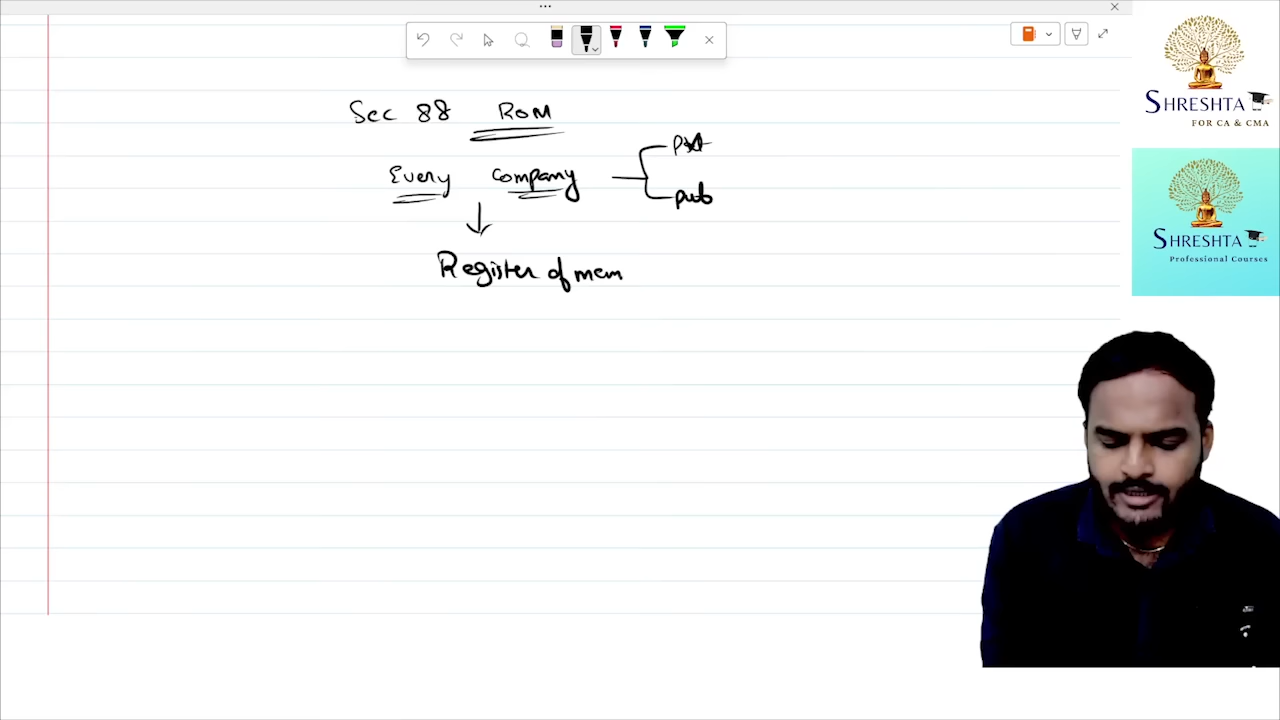 Sec 88 ROM
Every Company
pvt
pub
Register of mem
SHRESHTA
FOR CA & CMA
SHRESHTA
Professional Courses